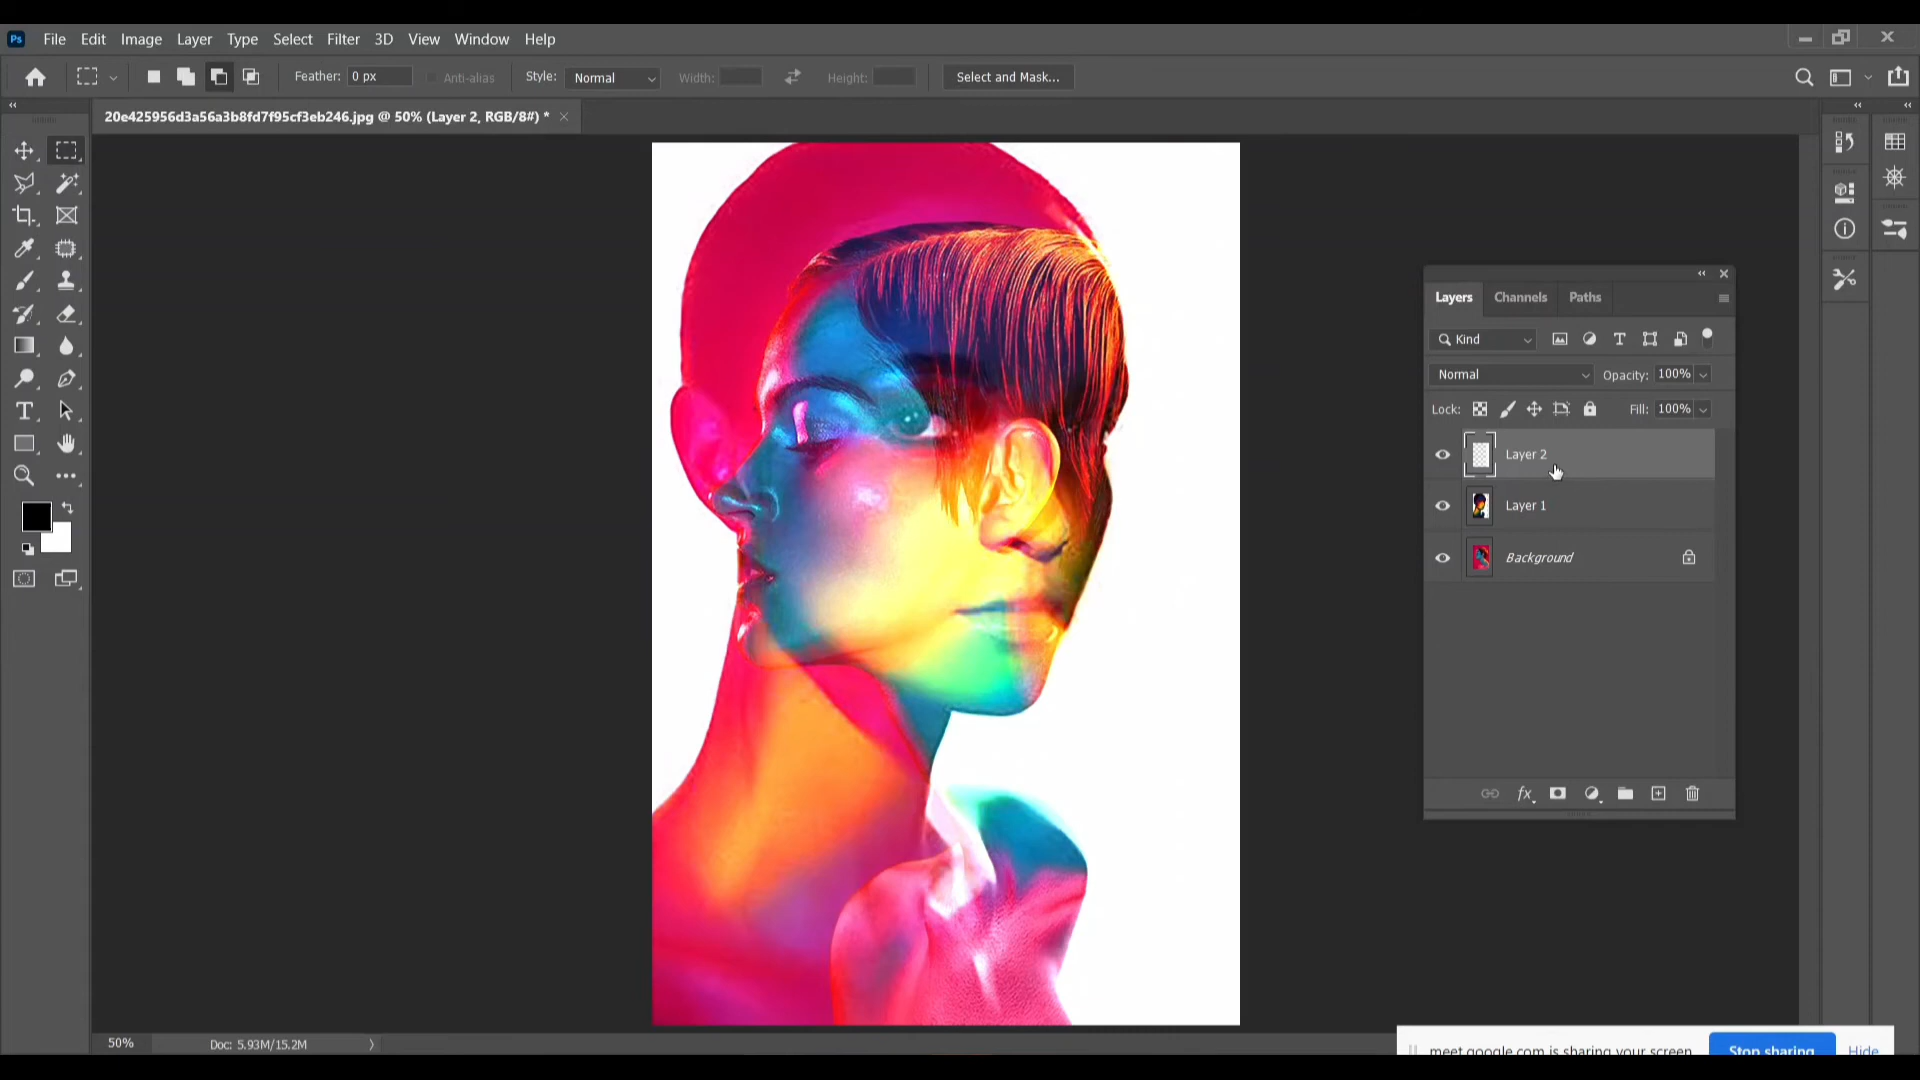 Ps File Edit Image Layer Type Select Filter 3D View Window Help
Feather: 0 px Anti-alias Style: Normal Width: Height: Select and Mask...
20e425956d3a56a3b8fd7f95cf3eb246.jpg @ 50% (Layer 2, RGB/8#) *
Layers Channels Paths
Kind
Normal Opacity: 100%
Lock: Fill: 100%
Layer 2
Layer 1
Background
fx
50% Doc: 5.93M/15.2M
meet.google.com is sharing your screen. Stop sharing Hide